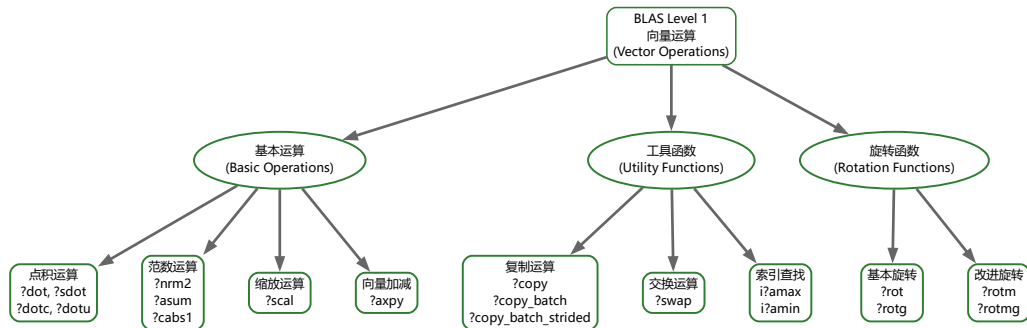 BLAS Level 1
向量运算
(Vector Operations)
基本运算
(Basic Operations)
工具函数
(Utility Functions)
旋转函数
(Rotation Functions)
点积运算
?dot, ?sdot
?dotc, ?dotu
范数运算
?nrm2
?asum
?cabs1
缩放运算
?scal
向量加减
?axpy
复制运算
?copy
?copy_batch
?copy_batch_strided
交换运算
?swap
索引查找
i?amax
i?amin
基本旋转
?rot
?rotg
改进旋转
?rotm
?rotmg